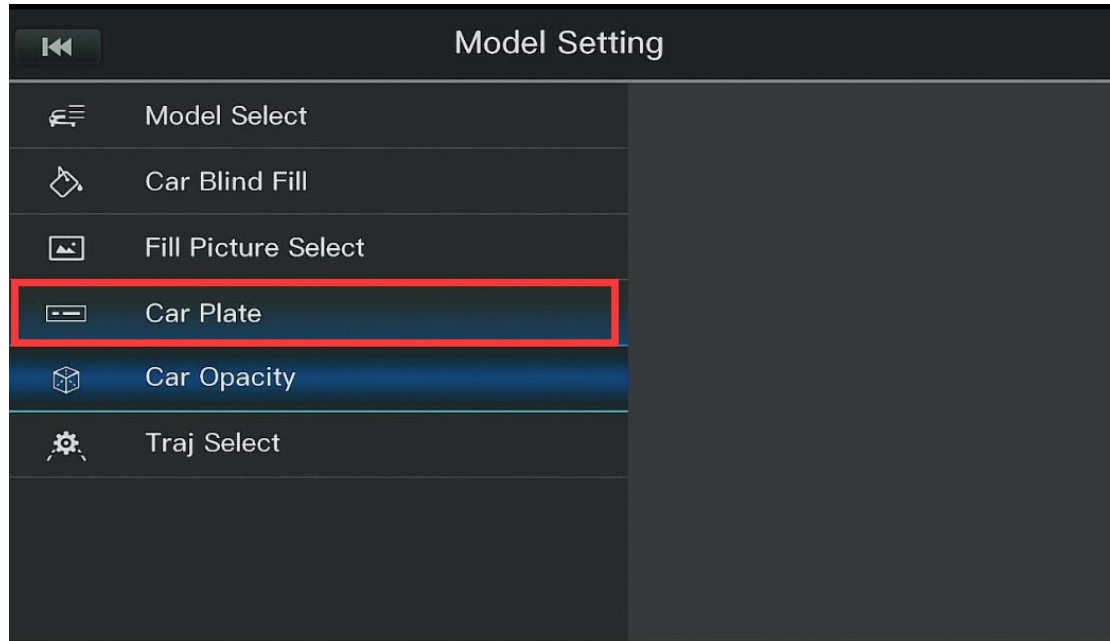 Model Setting
Model Select
Car Blind Fill
Fill Picture Select
Car Plate
Car Opacity
Traj Select